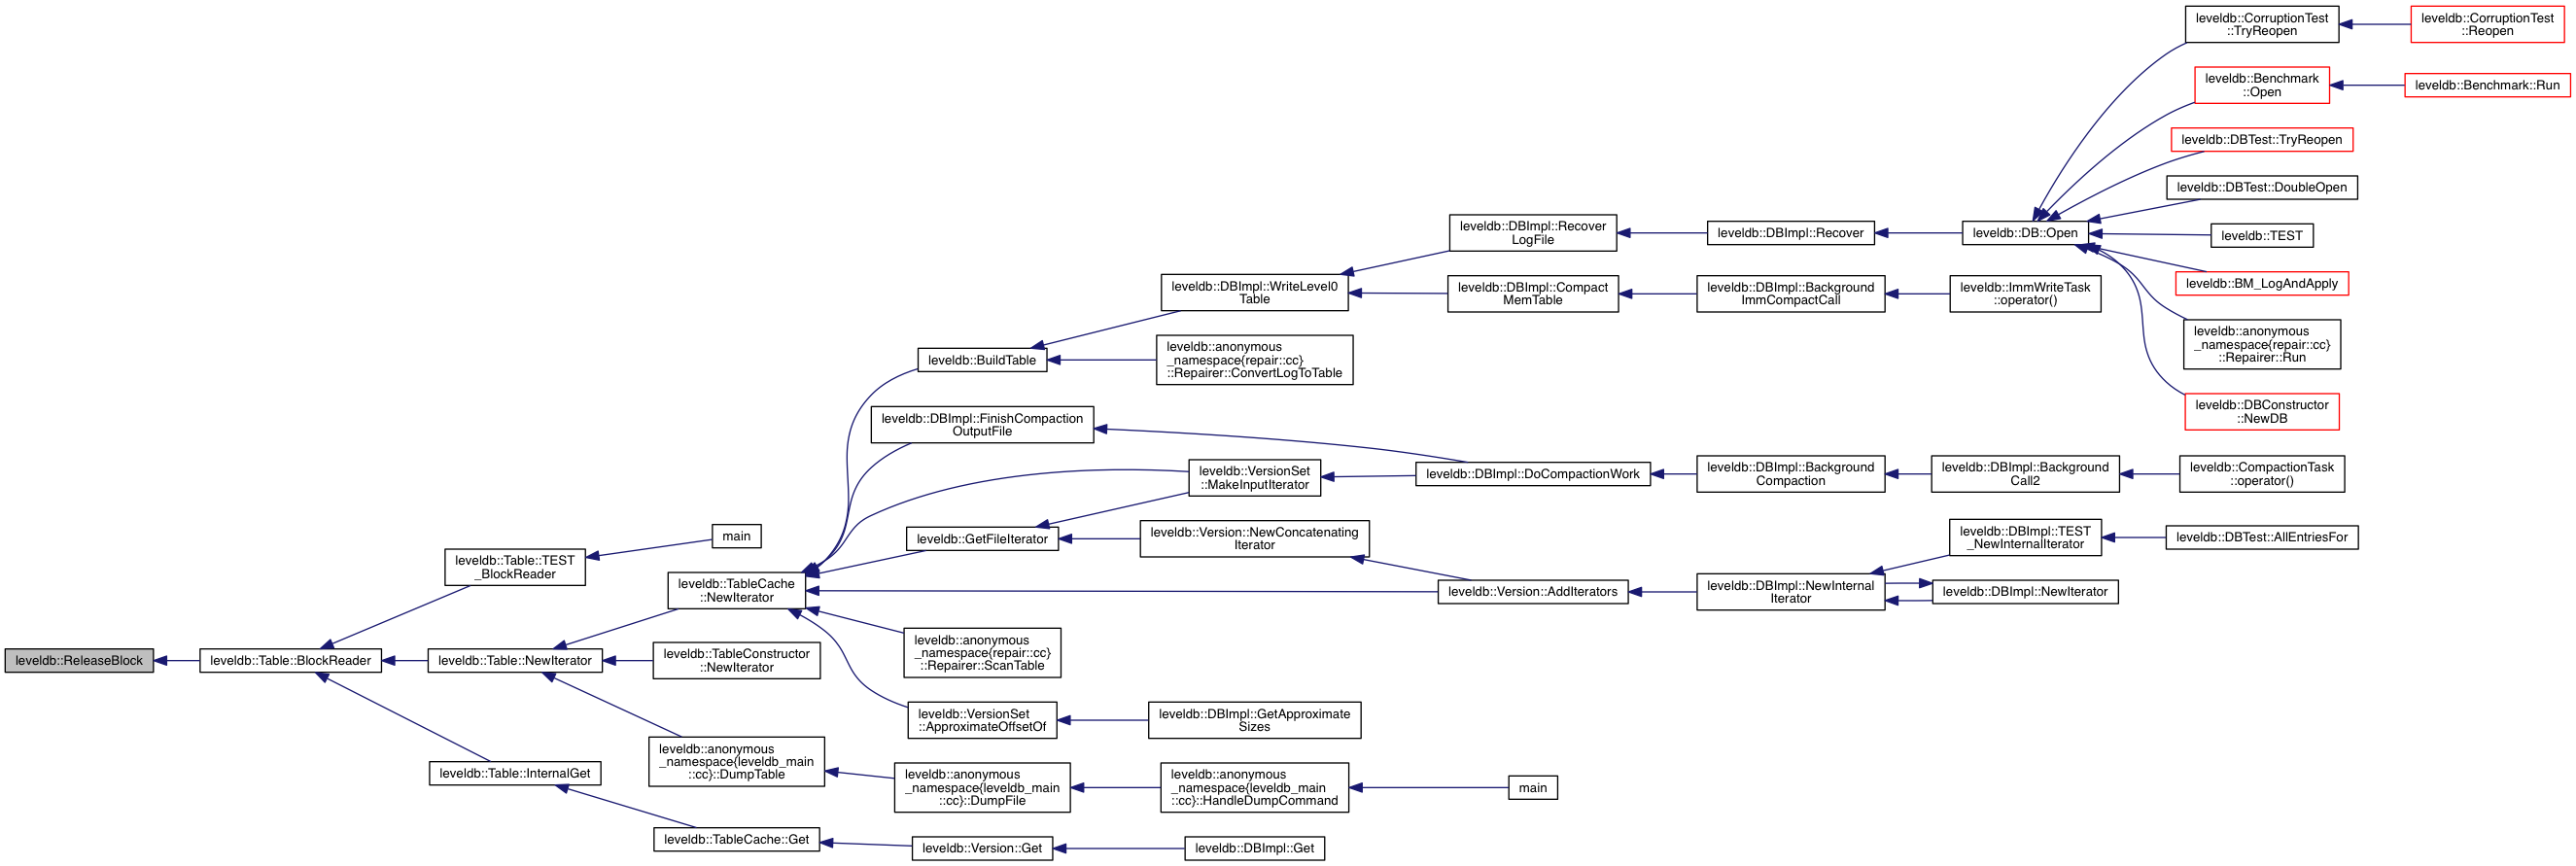 leveldb::CorruptionTest
::TryReopen
leveldb::CorruptionTest
::Reopen
leveldb::Benchmark
::Open
leveldb::Benchmark::Run
leveldb::DBTest::TryReopen
leveldb::DBTest::DoubleOpen
leveldb::DBImpl::Recover
LogFile
leveldb::DBImpl::Recover
leveldb::DB::Open
leveldb::TEST
leveldb::DBImpl::WriteLevel0
Table
leveldb::DBImpl::Compact
MemTable
leveldb::DBImpl::Background
ImmCompactCall
leveldb::ImmWriteTask
::operator()
leveldb::BM_LogAndApply
leveldb::BuildTable
leveldb::anonymous
_namespace{repair::cc}
::Repairer::ConvertLogToTable
leveldb::anonymous
_namespace{repair::cc}
::Repairer::Run
leveldb::DBConstructor
::NewDB
leveldb::DBImpl::FinishCompaction
OutputFile
leveldb::VersionSet
::MakeInputIterator
leveldb::DBImpl::DoCompactionWork
leveldb::DBImpl::Background
Compaction
leveldb::DBImpl::Background
Call2
leveldb::CompactionTask
::operator()
main
leveldb::GetFileIterator
leveldb::Version::NewConcatenating
Iterator
leveldb::DBImpl::TEST
_NewInternalIterator
leveldb::DBTest::AllEntriesFor
leveldb::Table::TEST
_BlockReader
leveldb::TableCache
::NewIterator
leveldb::Version::AddIterators
leveldb::DBImpl::NewInternal
Iterator
leveldb::DBImpl::NewIterator
leveldb::ReleaseBlock
leveldb::Table::BlockReader
leveldb::Table::NewIterator
leveldb::TableConstructor
::NewIterator
leveldb::anonymous
_namespace{repair::cc}
::Repairer::ScanTable
leveldb::VersionSet
::ApproximateOffsetOf
leveldb::DBImpl::GetApproximate
Sizes
leveldb::Table::InternalGet
leveldb::anonymous
_namespace{leveldb_main
::cc}::DumpTable
leveldb::anonymous
_namespace{leveldb_main
::cc}::DumpFile
leveldb::anonymous
_namespace{leveldb_main
::cc}::HandleDumpCommand
main
leveldb::TableCache::Get
leveldb::Version::Get
leveldb::DBImpl::Get